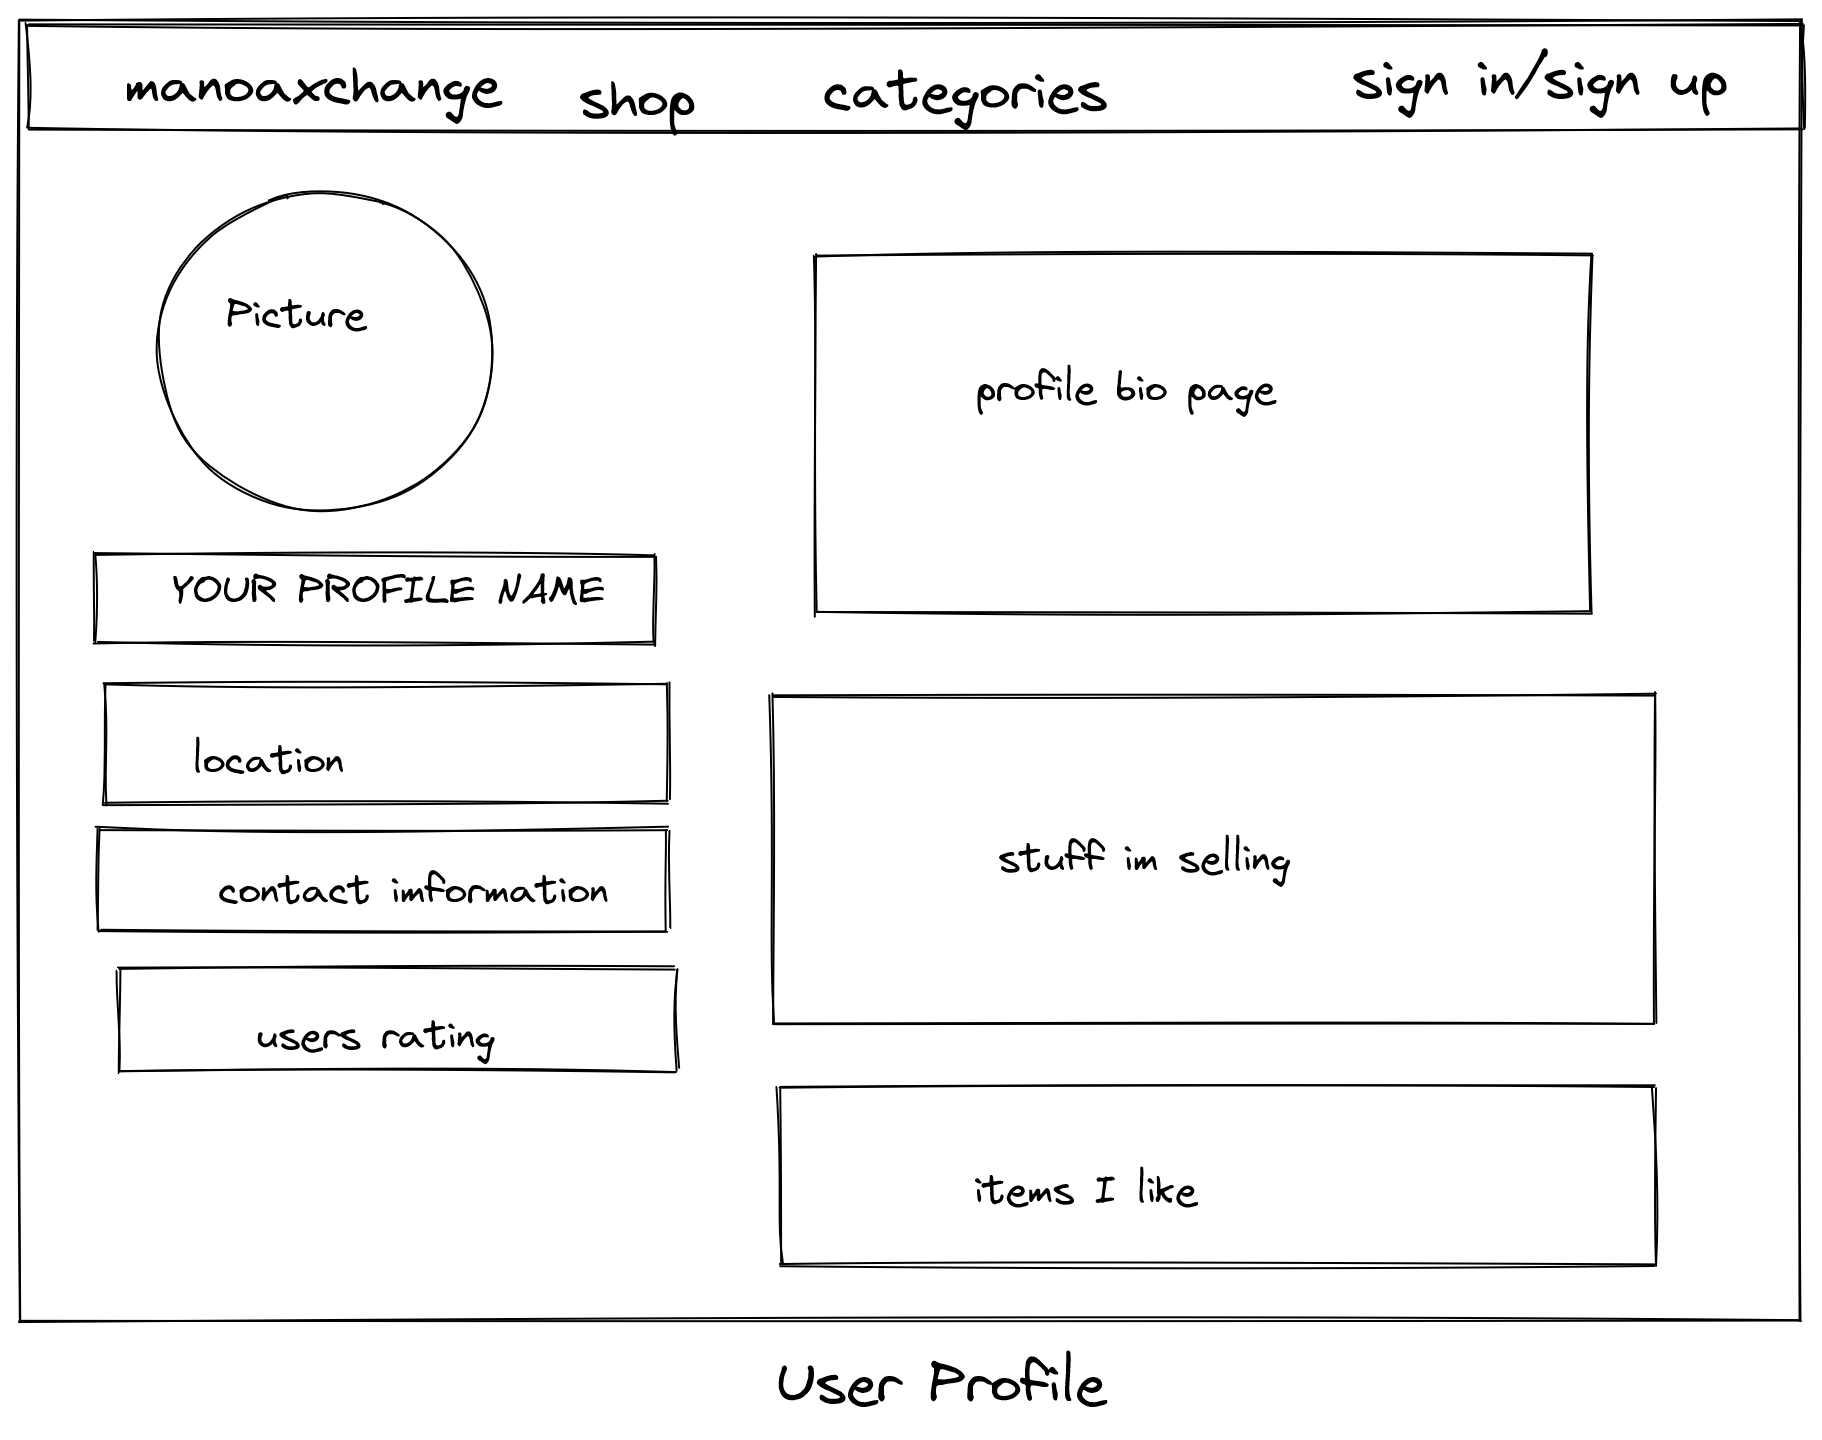 manoaxchange shop categories sign in/sign up
Picture
YOUR PROFILE NAME
location
contact imformation
users rating
profile bio page
stuff im selling
items I like
User Profile